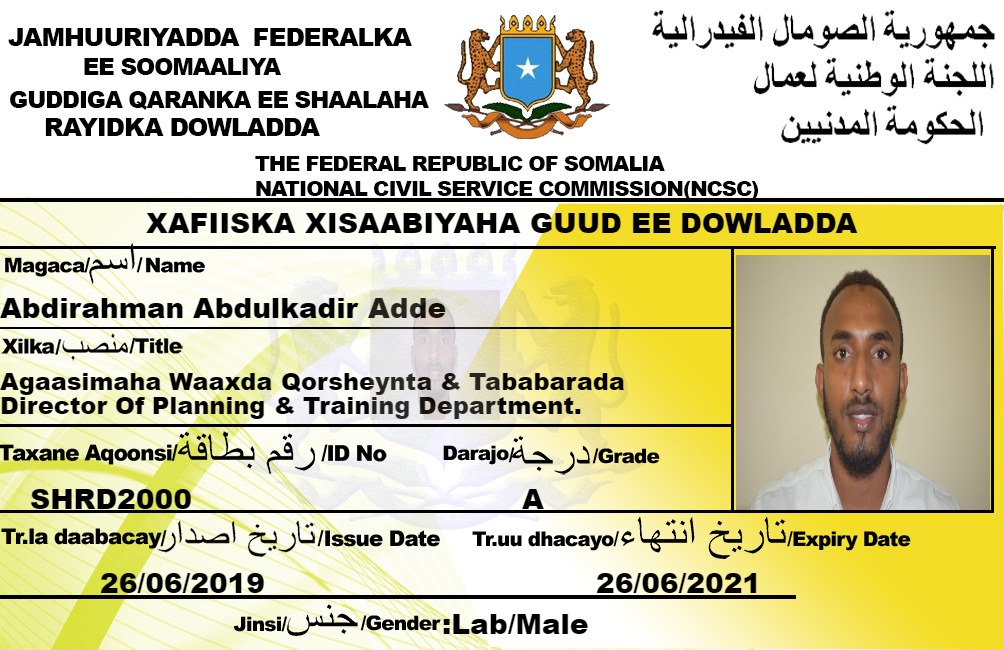 JAMHUURIYADDA FEDERALKA
EE SOOMAALIYA
GUDDIGA QARANKA EE SHAALAHA
RAYIDKA DOWLADDA
جمهورية الصومال الفيدرالية
اللجنة الوطنية لعمال
الحكومة المدنيين
THE FEDERAL REPUBLIC OF SOMALIA
NATIONAL CIVIL SERVICE COMMISSION(NCSC)
XAFIISKA XISAABIYAHA GUUD EE DOWLADDA
Magaca/اسم/Name
Abdirahman Abdulkadir Adde
Xilka/منصب/Title
Agaasimaha Waaxda Qorsheynta & Tababarada
Director Of Planning & Training Department.
Taxane Aqoonsi/رقم بطاقة/ID No
SHRD2000
Darajo/درجة/Grade
A
Tr.la daabacay/تاريخ اصدار/Issue Date
26/06/2019
Tr.uu dhacayo/تاريخ انتهاء/Expiry Date
26/06/2021
Jinsi/جنس/Gender:Lab/Male